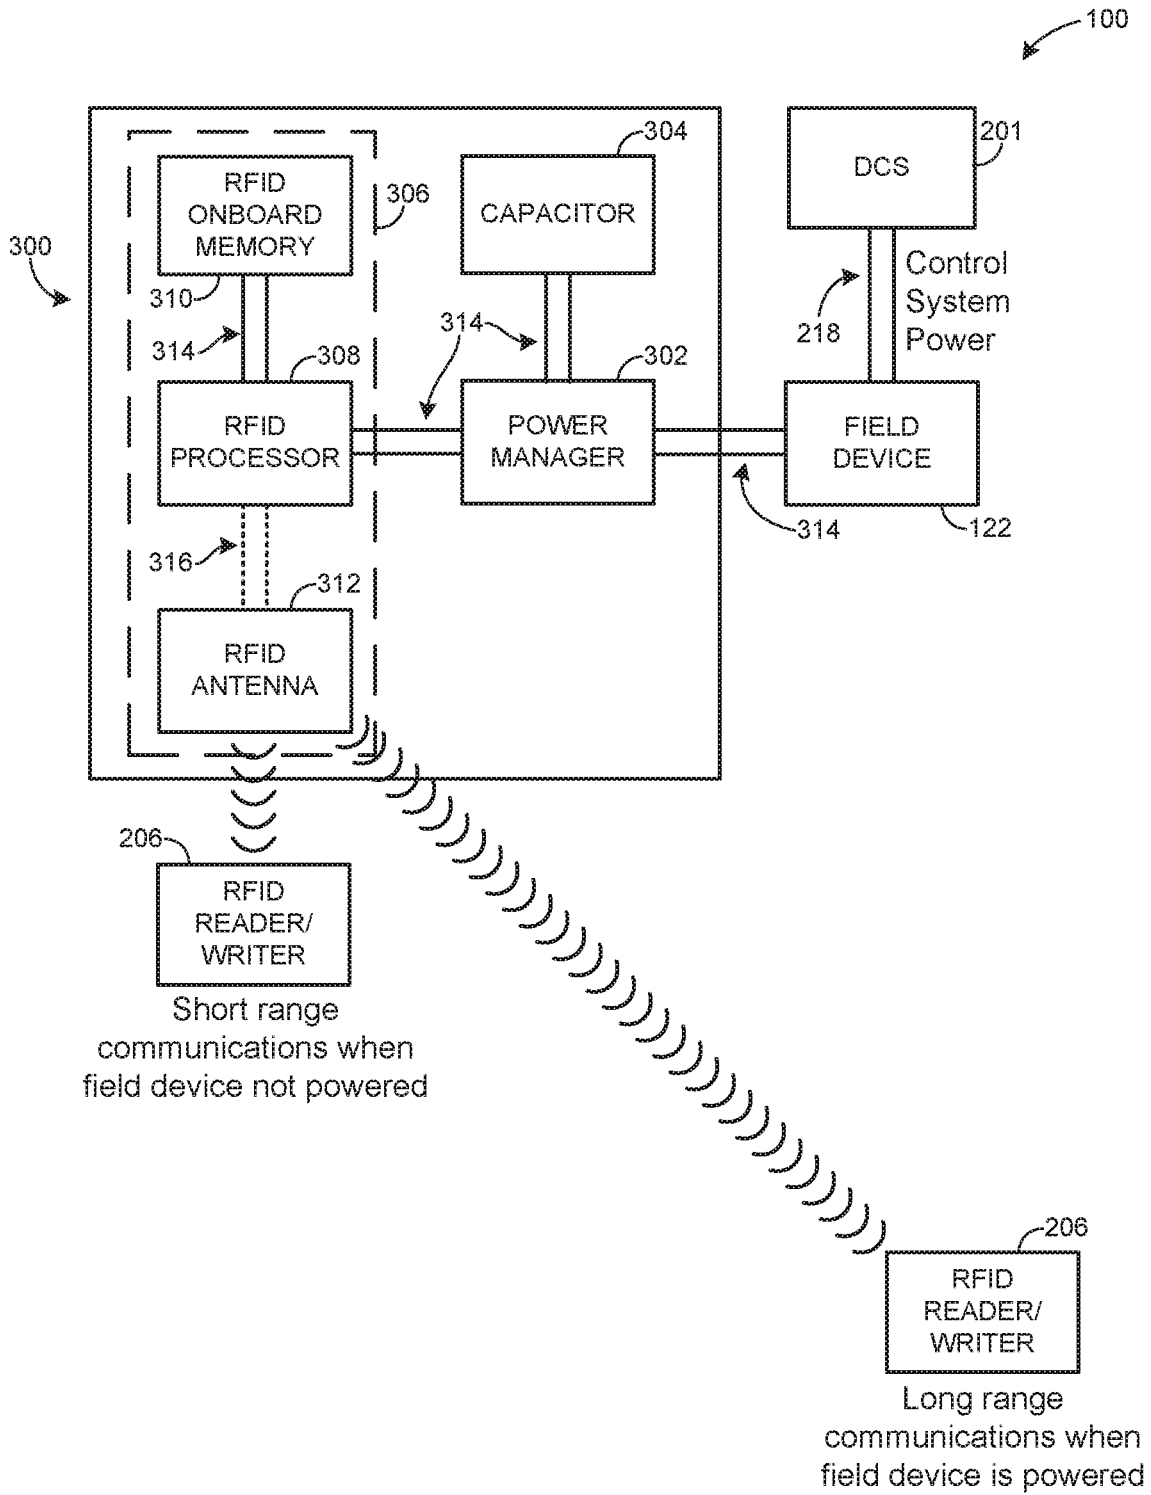 100
304
201
RFID
ONBOARD
MEMORY
CAPACITOR
DCS
306
300
310
314
314
218
Control
System
Power
308
302
RFID
PROCESSOR
POWER
MANAGER
FIELD
DEVICE
314
122
316
312
RFID
ANTENNA
206
RFID
READER/
WRITER
Short range
communications when
field device not powered
206
RFID
READER/
WRITER
Long range
communications when
field device is powered